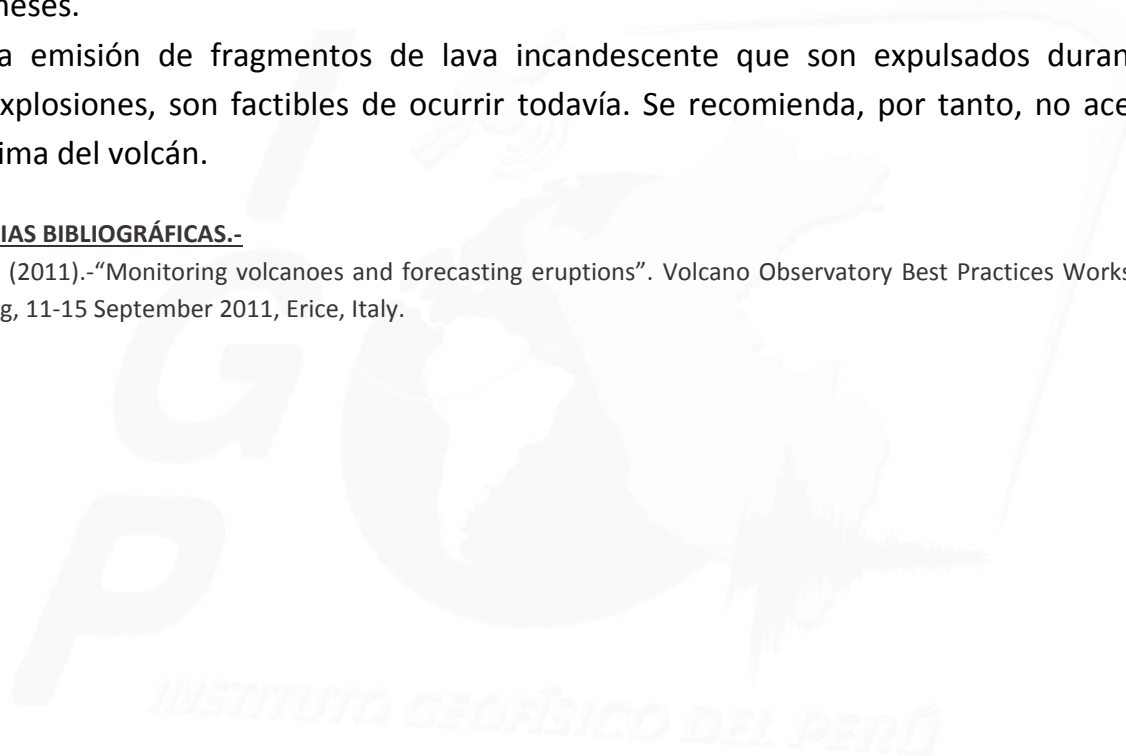 neses.
a emisión de fragmentos de lava incandescente que son expulsados duran
xplosiones, son factibles de ocurrir todavía. Se recomienda, por tanto, no ace
ima del volcán.
IAS BIBLIOGRÁFICAS.-
(2011).-“Monitoring volcanoes and forecasting eruptions”. Volcano Observatory Best Practices Works
g, 11-15 September 2011, Erice, Italy.
I
G
P
INSTITUTO GEOFÍSICO DEL PERÚ